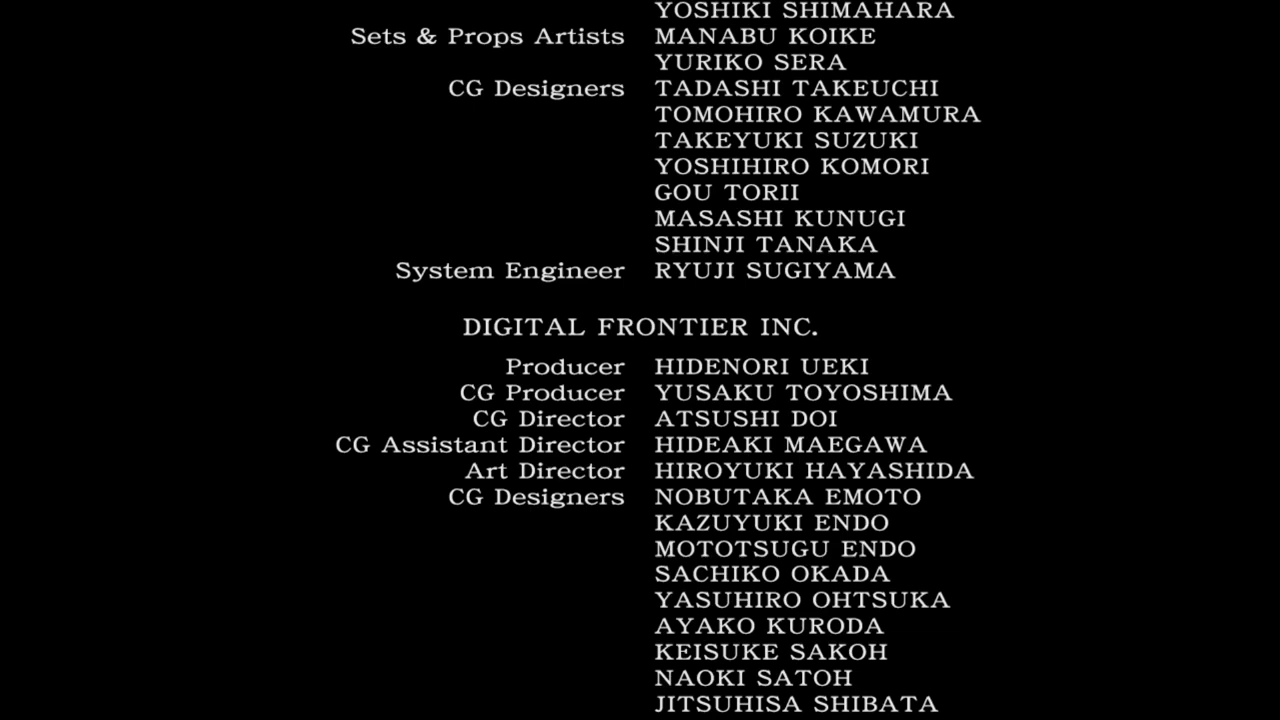 YOSHIKI SHIMAHARA
Sets & Props Artists MANABU KOIKE
YURIKO SERA
CG Designers TADASHI TAKEUCHI
TOMOHIRO KAWAMURA
TAKEYUKI SUZUKI
YOSHIHIRO KOMORI
GOU TORII
MASASHI KUNUGI
SHINJI TANAKA
System Engineer RYUJI SUGIYAMA
DIGITAL FRONTIER INC.
Producer HIDENORI UEKI
CG Producer YUSAKU TOYOSHIMA
CG Director ATSUSHI DOI
CG Assistant Director HIDEAKI MAEGAWA
Art Director HIROYUKI HAYASHIDA
CG Designers NOBUTAKA EMOTO
KAZUYUKI ENDO
MOTOTSUGU ENDO
SACHIKO OKADA
YASUHIRO OHTSUKA
AYAKO KURODA
KEISUKE SAKOH
NAOKI SATOH
JITSUHISA SHIBATA